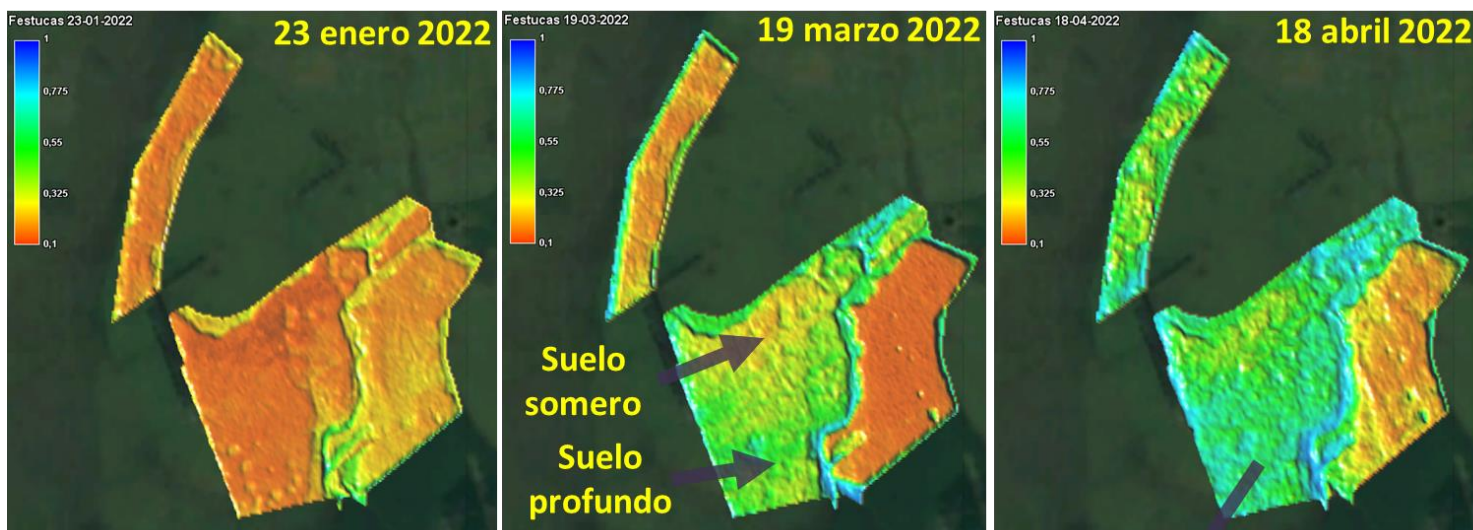 Festucas 23-01-2022
23 enero 2022
1
0,775
0,55
0,325
0,1
Festucas 19-03-2022
19 marzo 2022
1
0,775
0,55
0,325
0,1
Suelo
somero
Suelo
profundo
Festucas 18-04-2022
18 abril 2022
1
0,775
0,55
0,325
0,1